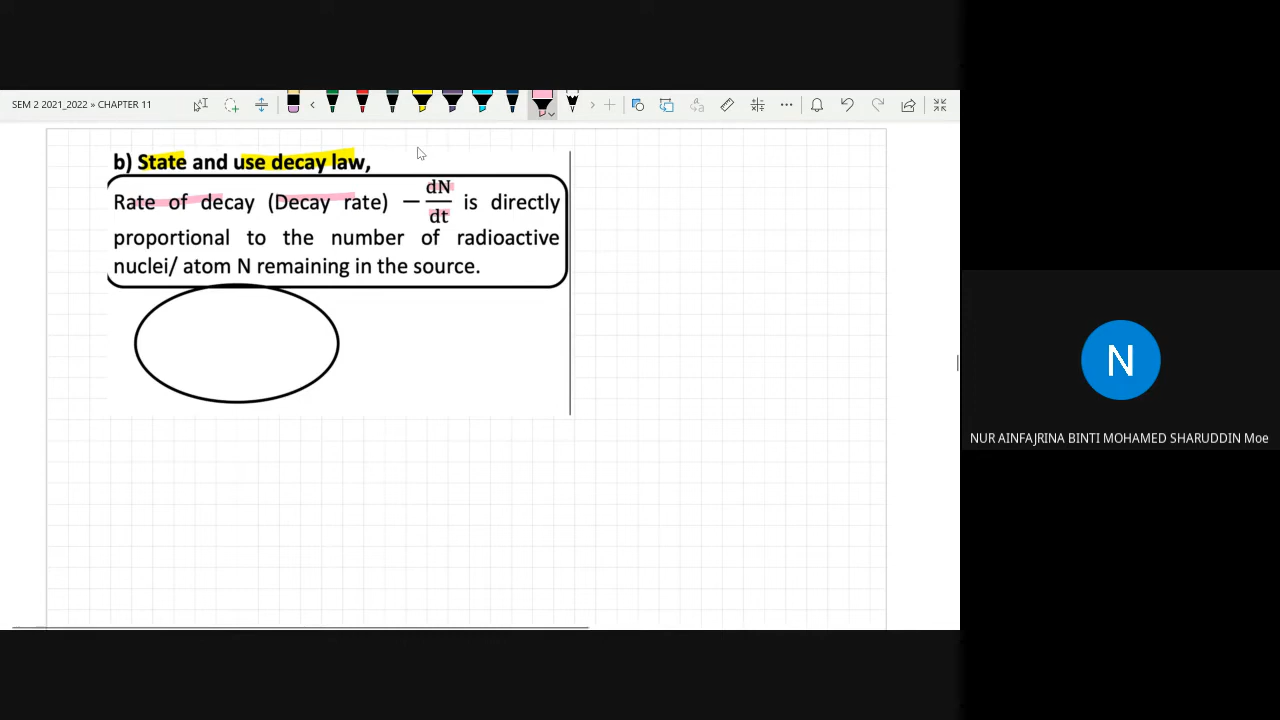 SEM 2 2021_2022 » CHAPTER 11
b) State and use decay law,
Rate of decay (Decay rate) − dN/dt is directly
proportional to the number of radioactive
nuclei/ atom N remaining in the source.
N
NUR AINFAJRINA BINTI MOHAMED SHARUDDIN Moe